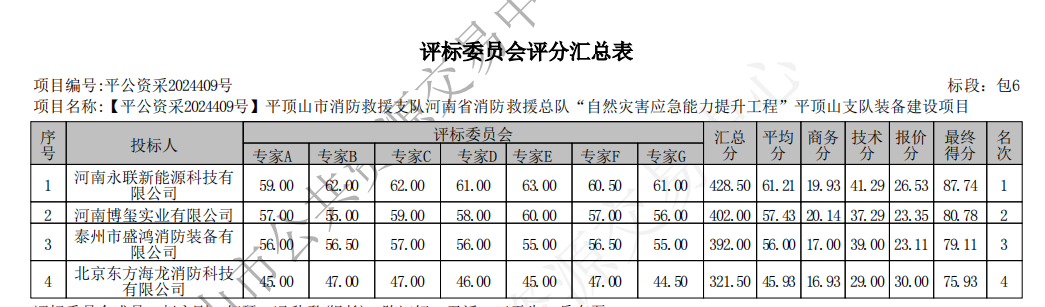 评标委员会评分汇总表
项目编号:平公资采2024409号 标段：包6
项目名称:【平公资采2024409号】平顶山市消防救援支队河南省消防救援总队“自然灾害应急能力提升工程”平顶山支队装备建设项目
序号 投标人 评标委员会 汇总分 平均分 商务分 技术分 报价分 最终得分 名次
专家A 专家B 专家C 专家D 专家E 专家F 专家G
1 河南永联新能源科技有限公司 59.00 62.00 62.00 61.00 63.00 60.50 61.00 428.50 61.21 19.93 41.29 26.53 87.74 1
2 河南博玺实业有限公司 57.00 55.00 59.00 58.00 60.00 57.00 56.00 402.00 57.43 20.14 37.29 23.35 80.78 2
3 泰州市盛鸿消防装备有限公司 56.00 56.50 57.00 56.00 55.00 56.50 55.00 392.00 56.00 17.00 39.00 23.11 79.11 3
4 北京东方海龙消防科技有限公司 45.00 47.00 47.00 46.00 45.00 47.00 44.50 321.50 45.93 16.93 29.00 30.00 75.93 4